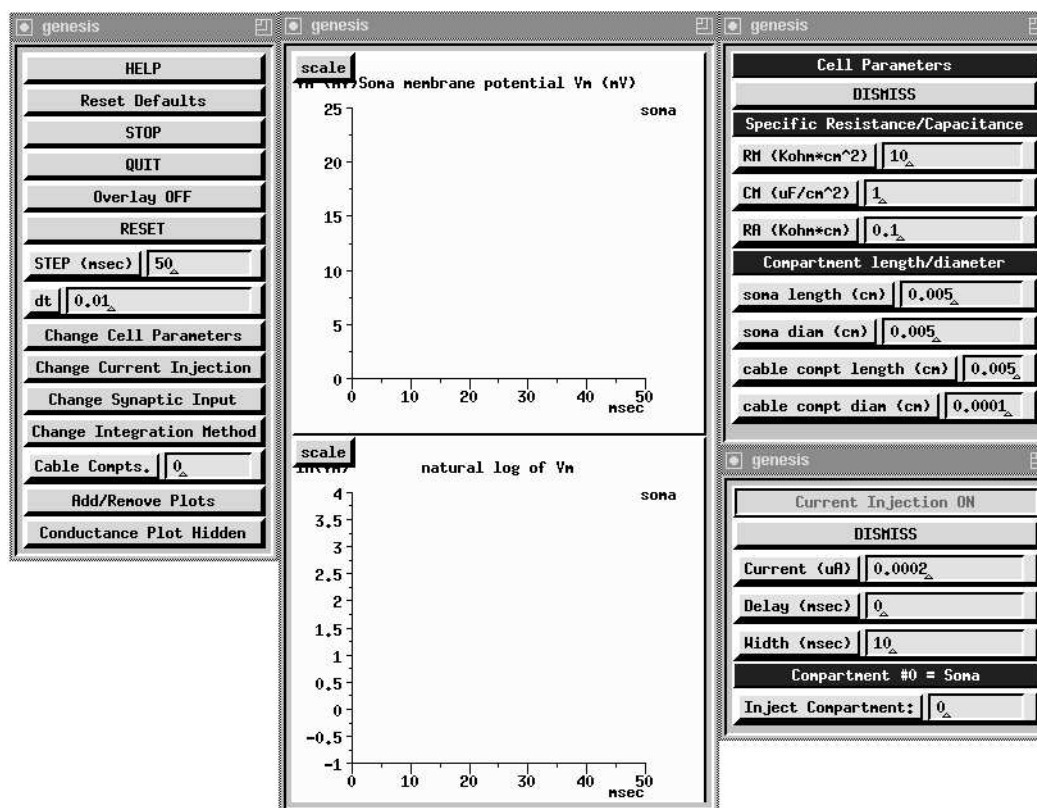 genesis
HELP
Reset Defaults
STOP
QUIT
Overlay OFF
RESET
STEP (msec) 50
dt 0.01
Change Cell Parameters
Change Current Injection
Change Synaptic Input
Change Integration Method
Cable Compts. 0
Add/Remove Plots
Conductance Plot Hidden
genesis
scale
Vm (mV) Soma membrane potential Vm (mV)
soma
25
20
15
10
5
0
0 10 20 30 40 50
msec
scale
ln(Vm) natural log of Vm
soma
4
3.5
3
2.5
2
1.5
1
0.5
0
-0.5
-1
0 10 20 30 40 50
msec
genesis
Cell Parameters
DISMISS
Specific Resistance/Capacitance
RM (Kohm*cm^2) 10
CM (uF/cm^2) 1
RA (Kohm*cm) 0.1
Compartment length/diameter
soma length (cm) 0.005
soma diam (cm) 0.005
cable compt length (cm) 0.005
cable compt diam (cm) 0.0001
genesis
Current Injection ON
DISMISS
Current (uA) 0.0002
Delay (msec) 0
Width (msec) 10
Compartment #0 = Soma
Inject Compartment: 0